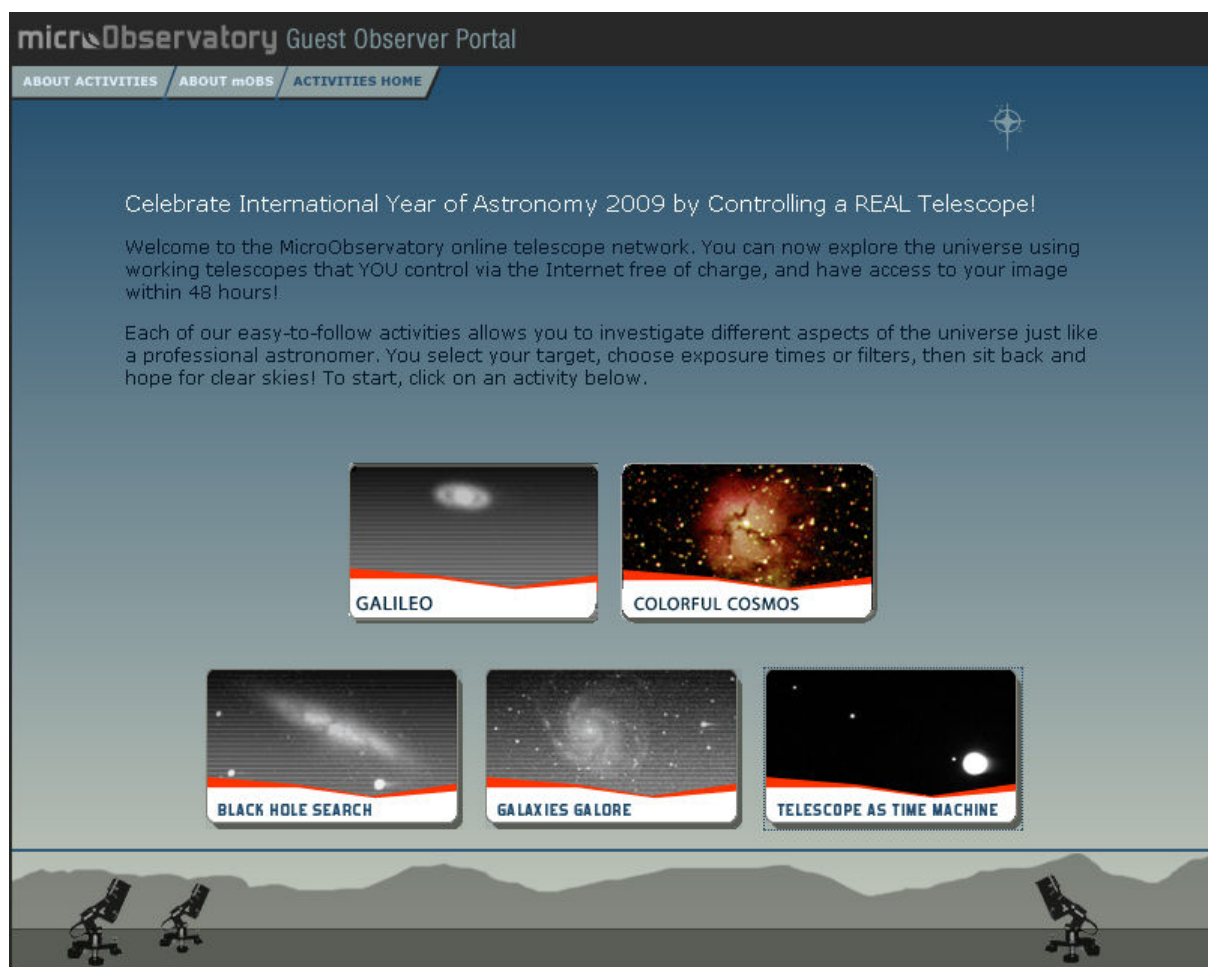 micrObservatory Guest Observer Portal
ABOUT ACTIVITIES ABOUT mOBS ACTIVITIES HOME
Celebrate International Year of Astronomy 2009 by Controlling a REAL Telescope!
Welcome to the MicroObservatory online telescope network. You can now explore the universe using
working telescopes that YOU control via the Internet free of charge, and have access to your image
within 48 hours!
Each of our easy-to-follow activities allows you to investigate different aspects of the universe just like
a professional astronomer. You select your target, choose exposure times or filters, then sit back and
hope for clear skies! To start, click on an activity below.
GALILEO
COLORFUL COSMOS
BLACK HOLE SEARCH
GALAXIES GALORE
TELESCOPE AS TIME MACHINE